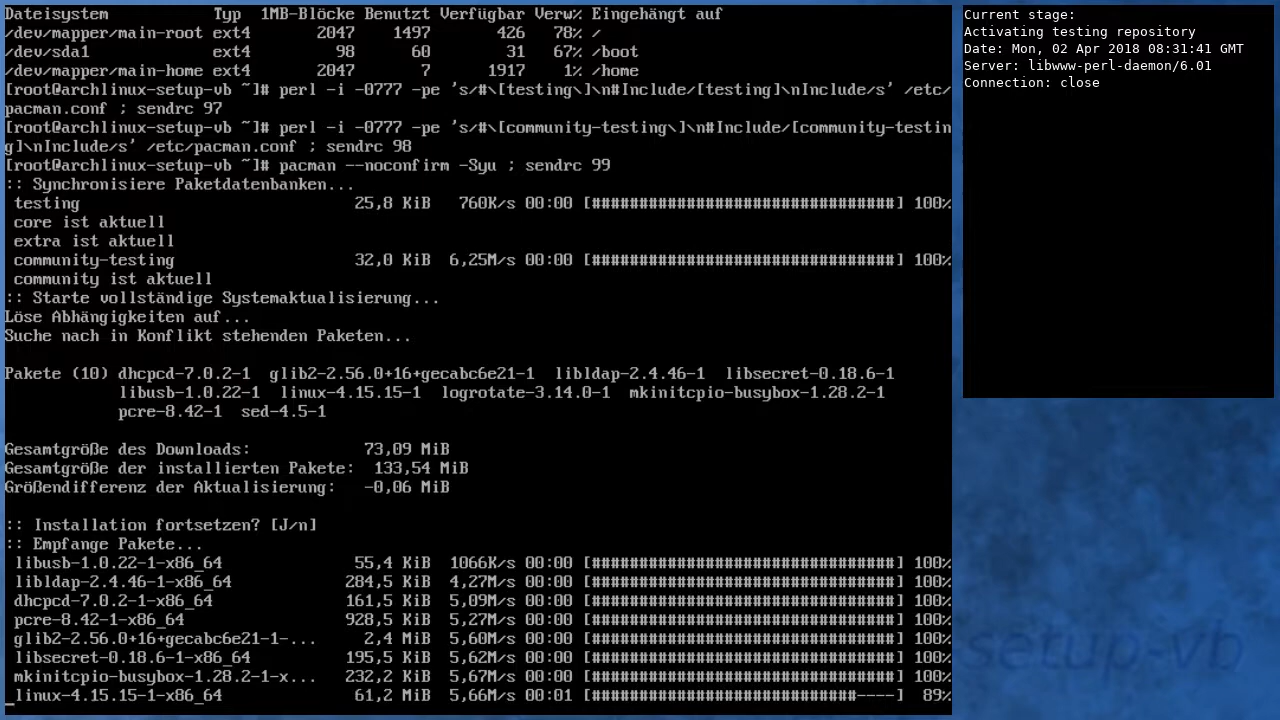 Dateisystem           Typ  1MB-Blöcke Benutzt Verfügbar Verw% Eingehängt auf
/dev/mapper/main-root ext4       2047    1497       426   78% /
/dev/sda1             ext4         98      60        31   67% /boot
/dev/mapper/main-home ext4       2047       7      1917    1% /home
[root@archlinux-setup-vb ~]# perl -i -0777 -pe 's/#\[testing\]\n#Include/[testing]\nInclude/s' /etc/
pacman.conf ; sendrc 97
[root@archlinux-setup-vb ~]# perl -i -0777 -pe 's/#\[community-testing\]\n#Include/[community-testin
g]\nInclude/s' /etc/pacman.conf ; sendrc 98
[root@archlinux-setup-vb ~]# pacman --noconfirm -Syu ; sendrc 99
:: Synchronisiere Paketdatenbanken...
 testing                             25,8 KiB   760K/s 00:00 [################################] 100%
 core ist aktuell
 extra ist aktuell
 community-testing                   32,0 KiB  6,25M/s 00:00 [################################] 100%
 community ist aktuell
:: Starte vollständige Systemaktualisierung...
Löse Abhängigkeiten auf...
Suche nach in Konflikt stehenden Paketen...
Pakete (10) dhcpcd-7.0.2-1  glib2-2.56.0+16+gecabc6e21-1  libldap-2.4.46-1  libsecret-0.18.6-1
            libusb-1.0.22-1  linux-4.15.15-1  logrotate-3.14.0-1  mkinitcpio-busybox-1.28.2-1
            pcre-8.42-1  sed-4.5-1
Gesamtgröße des Downloads:            73,09 MiB
Gesamtgröße der installierten Pakete:  133,54 MiB
Größendifferenz der Aktualisierung:   -0,06 MiB
:: Installation fortsetzen? [J/n]
:: Empfange Pakete...
 libusb-1.0.22-1-x86_64             55,4 KiB  1066K/s 00:00 [################################] 100%
 libldap-2.4.46-1-x86_64           284,5 KiB  4,27M/s 00:00 [################################] 100%
 dhcpcd-7.0.2-1-x86_64             161,5 KiB  5,09M/s 00:00 [################################] 100%
 pcre-8.42-1-x86_64                928,5 KiB  5,27M/s 00:00 [################################] 100%
 glib2-2.56.0+16+gecabc6e21-1-...    2,4 MiB  5,60M/s 00:00 [################################] 100%
 libsecret-0.18.6-1-x86_64         195,5 KiB  5,62M/s 00:00 [################################] 100%
 mkinitcpio-busybox-1.28.2-1-x...  232,2 KiB  5,67M/s 00:00 [################################] 100%
_linux-4.15.15-1-x86_64             61,2 MiB  5,66M/s 00:01 [############################----]  89%
Current stage:
Activating testing repository
Date: Mon, 02 Apr 2018 08:31:41 GMT
Server: libwww-perl-daemon/6.01
Connection: close
setup-vb